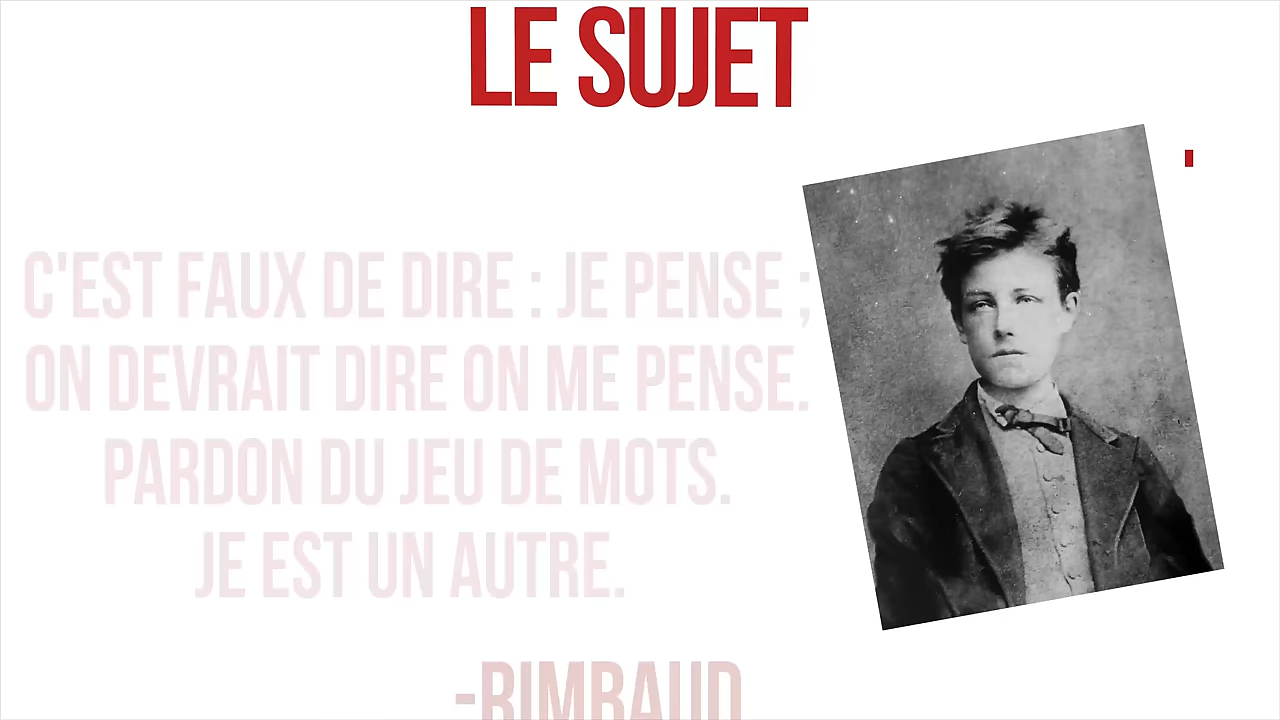 LE SUJET
C'EST FAUX DE DIRE : JE PENSE ;
ON DEVRAIT DIRE ON ME PENSE.
PARDON DU JEU DE MOTS.
JE EST UN AUTRE.
-RIMBAUD